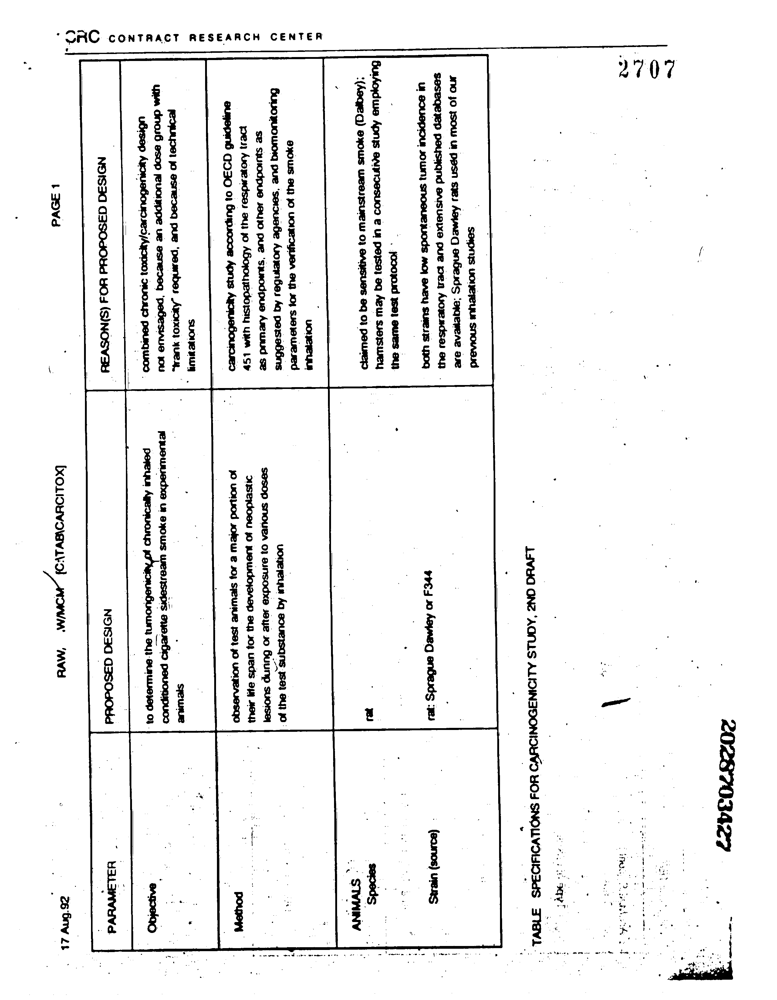 CRC CONTRACT RESEARCH CENTER
2707
17 Aug.92
RAW, .W/MCM [C:\TAB\CARCITOX]
PAGE 1
PARAMETER
PROPOSED DESIGN
REASON(S) FOR PROPOSED DESIGN
Objective
to determine the tumorigenicity of chronically inhaled
conditioned cigarette sidestream smoke in experimental
animals
combined chronic toxicity/carcinogenicity design
not envisaged, because an additional dose group with
"frank toxicity" required, and because of technical
limitations
Method
observation of test animals for a major portion of
their life span for the development of neoplastic
lesions during or after exposure to various doses
of the test substance by inhalation
carcinogenicity study according to OECD guideline
451 with histopathology of the respiratory tract
as primary endpoints, and other endpoints as
suggested by regulatory agencies, and biomonitoring
parameters for the verification of the smoke
inhalation
ANIMALS
Species
rat
claimed to be sensitive to mainstream smoke (Dalbey);
hamsters may be tested in a consecutive study employing
the same test protocol
Strain (source)
rat: Sprague Dawley or F344
both strains have low spontaneous tumor incidence in
the respiratory tract and extensive published databases
are available; Sprague Dawley rats used in most of our
previous inhalation studies
TABLE SPECIFICATIONS FOR CARCINOGENICITY STUDY, 2ND DRAFT
2028703427